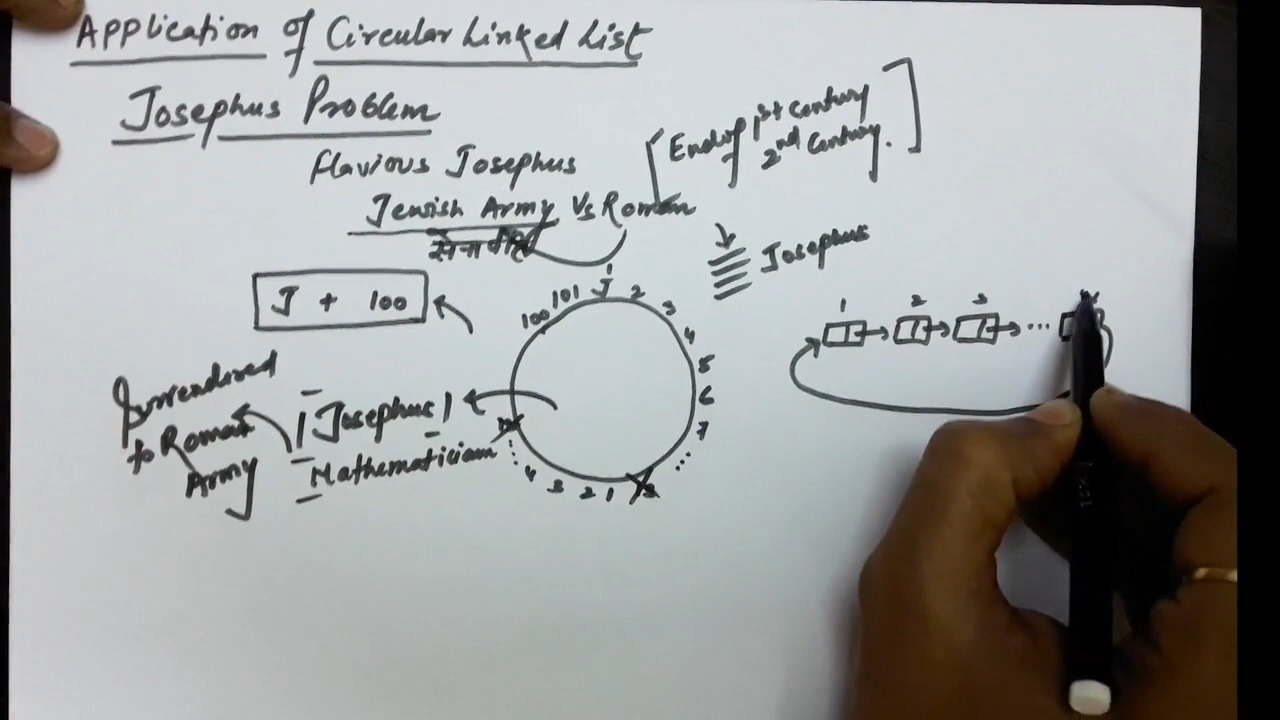 Application of Circular Linked List
Josephus Problem
flavious Josephus
End of 1st Century
2nd Century.
Jewish Army Vs Roman
Josephus
J + 100
100 101 1 J 2 3 4 5 6 7 ...
1 2 3 4 ...
1 2 3 ...
Surrendired
to Roman
Army
Josephus
Mathematician